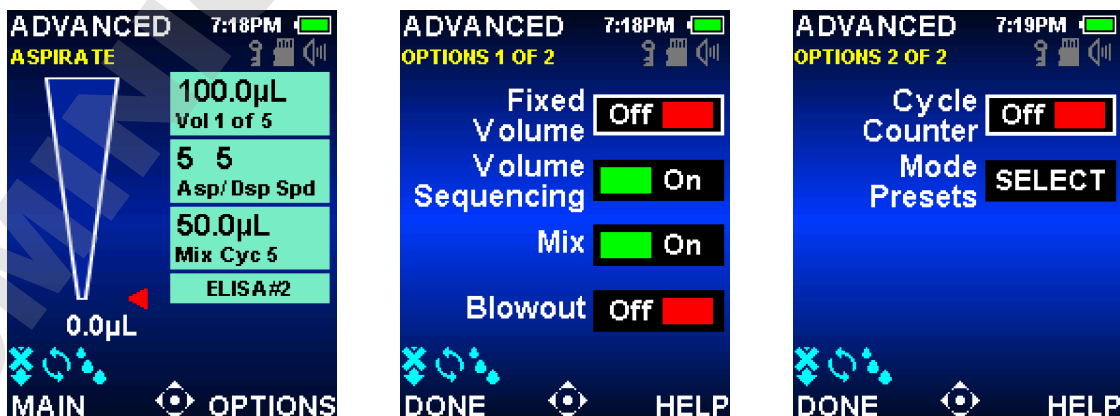 ADVANCED 7:18PM
ASPIRATE
100.0µL
Vol 1 of 5
5 5
Asp/Dsp Spd
50.0µL
Mix Cyc 5
ELISA#2
0.0µL
MAIN OPTIONS
ADVANCED 7:18PM
OPTIONS 1 OF 2
Fixed
Volume
Off
Volume
Sequencing
On
Mix On
Blowout Off
DONE HELP
ADVANCED 7:19PM
OPTIONS 2 OF 2
Cycle
Counter
Off
Mode
Presets
SELECT
DONE HELP